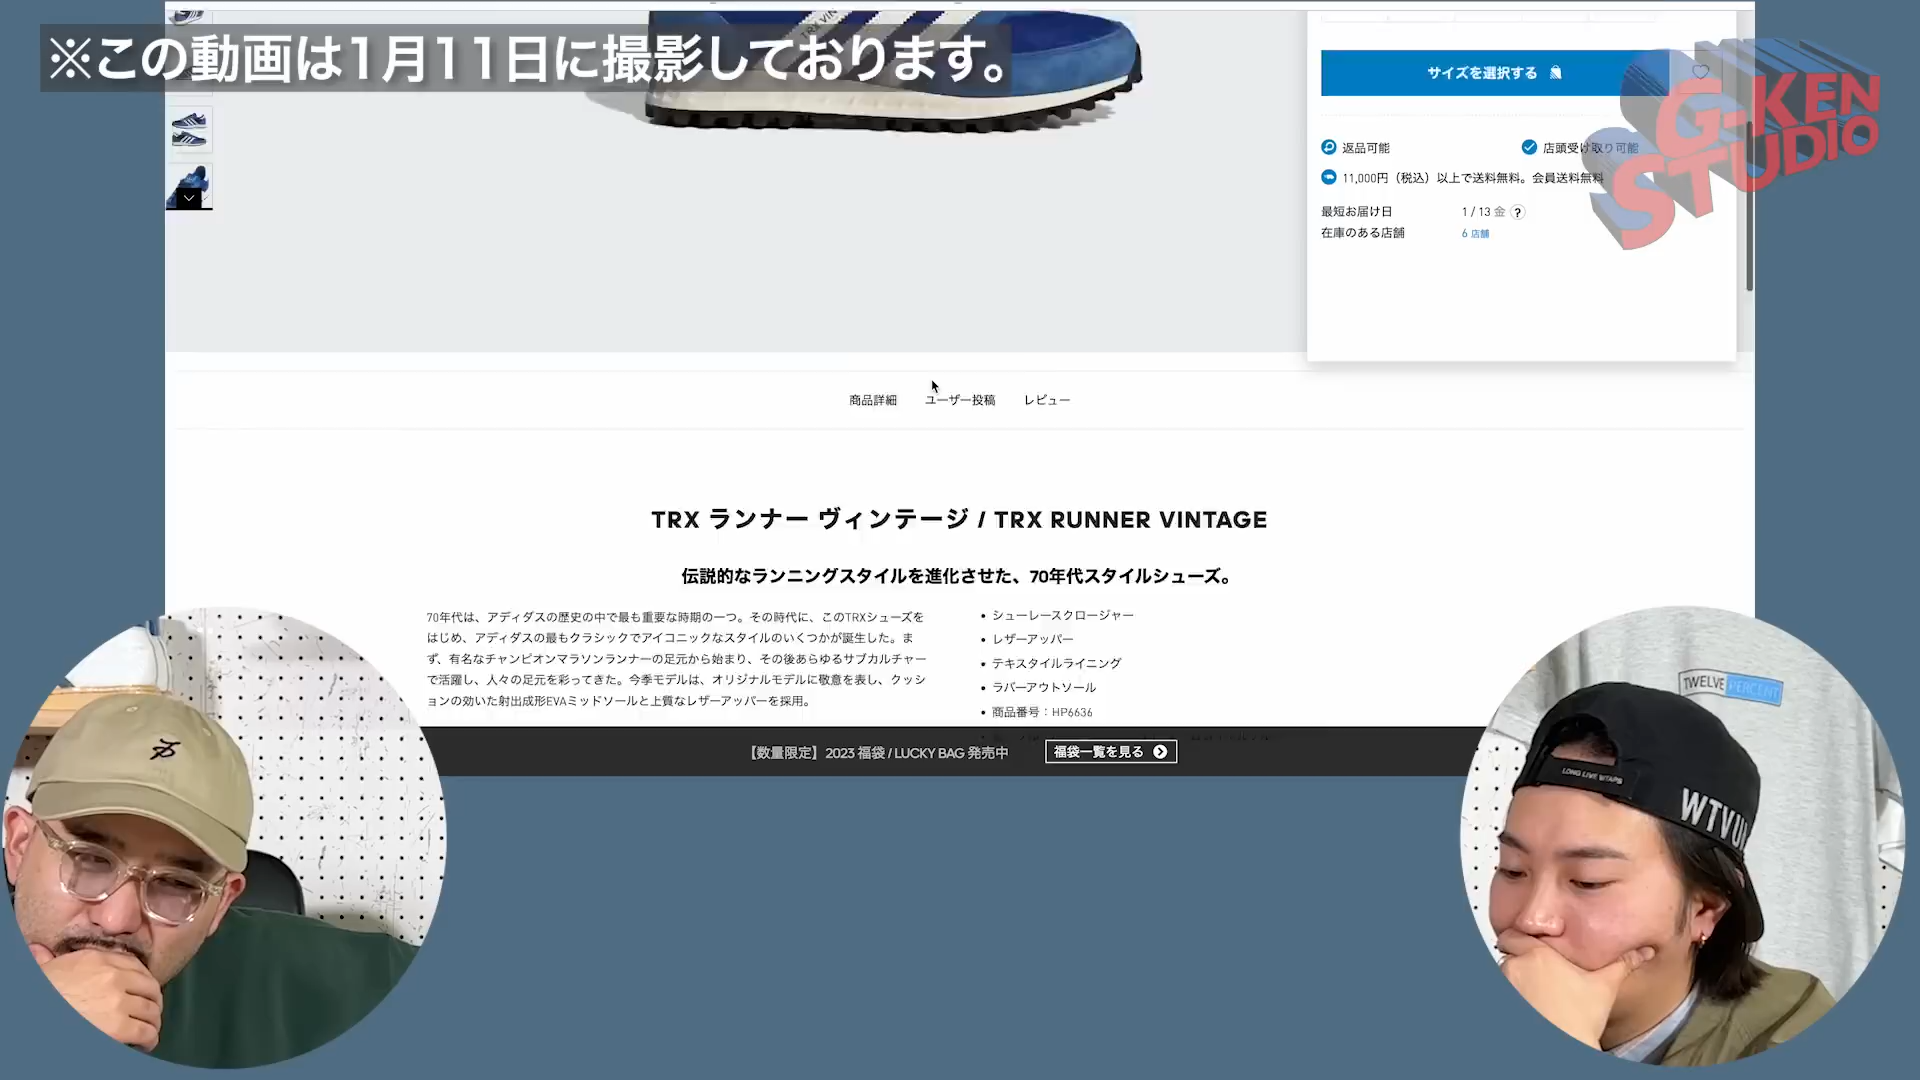 ※この動画は1月11日に撮影しております。
TRX VIN
サイズを選択する
G-KEN
STUDIO
返品可能
店頭受け取り可能
11,000円（税込）以上で送料無料。会員送料無料
最短お届け日 1 / 13 金 ?
在庫のある店舗 6 店舗
商品詳細 ユーザー投稿 レビュー
TRX ランナー ヴィンテージ / TRX RUNNER VINTAGE
伝説的なランニングスタイルを進化させた、70年代スタイルシューズ。
70年代は、アディダスの歴史の中で最も重要な時期の一つ。その時代に、このTRXシューズを
はじめ、アディダスの最もクラシックでアイコニックなスタイルのいくつかが誕生した。ま
ず、有名なチャンピオンマラソンランナーの足元から始まり、その後あらゆるサブカルチャー
で活躍し、人々の足元を彩ってきた。今季モデルは、オリジナルモデルに敬意を表し、クッシ
ョンの効いた射出成形EVAミッドソールと上質なレザーアッパーを採用。
• シューレースクロージャー
• レザーアッパー
• テキスタイルライニング
• ラバーアウトソール
• 商品番号：HP6636
【数量限定】2023 福袋 / LUCKY BAG 発売中
福袋一覧を見る
TWELVE PERCENT
LONG LIVE WTAPS
WTVUA